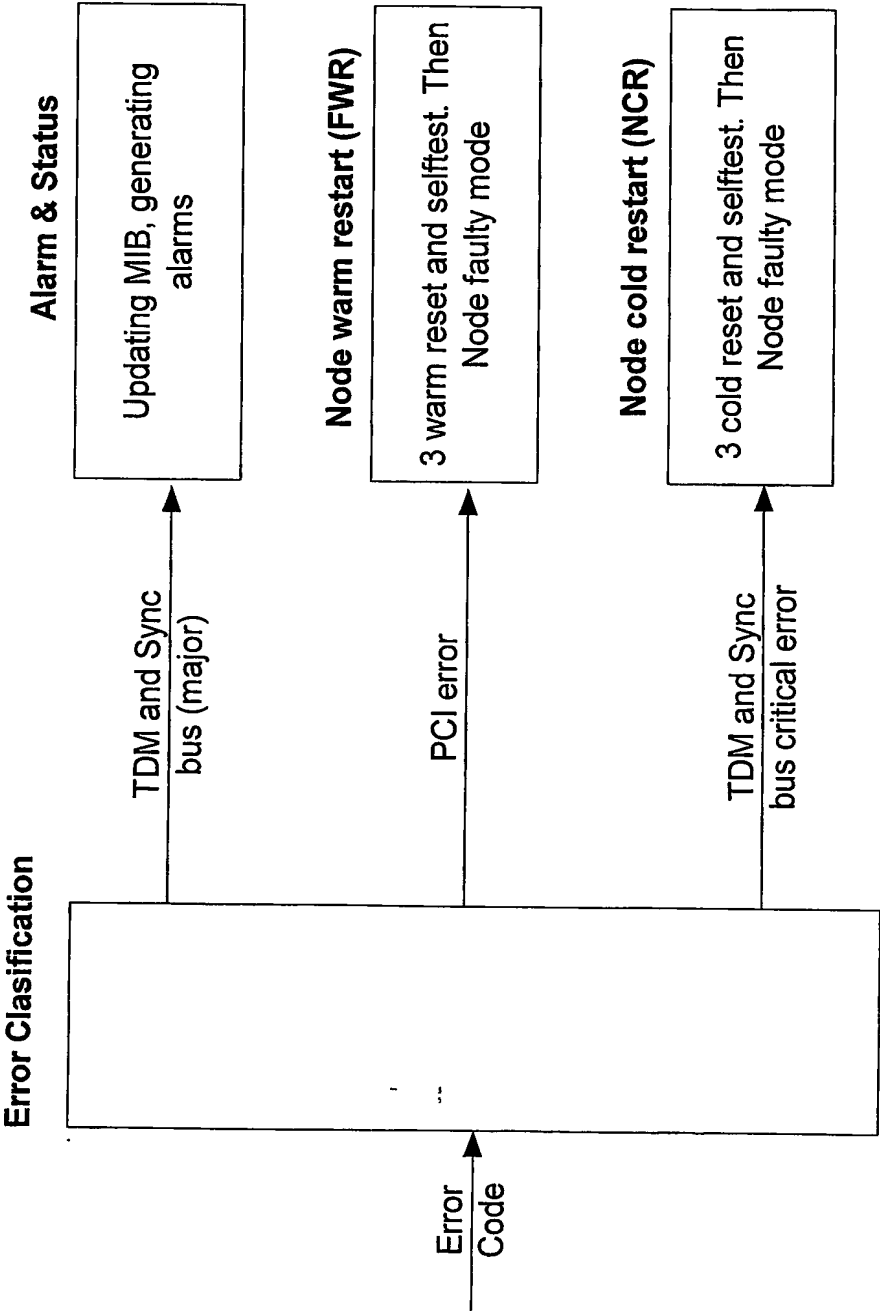 Error Clasification
Error
Code
TDM and Sync
bus (major)
Alarm & Status
Updating MIB, generating
alarms
PCI error
Node warm restart (FWR)
3 warm reset and selftest. Then
Node faulty mode
TDM and Sync
bus critical error
Node cold restart (NCR)
3 cold reset and selftest. Then
Node faulty mode